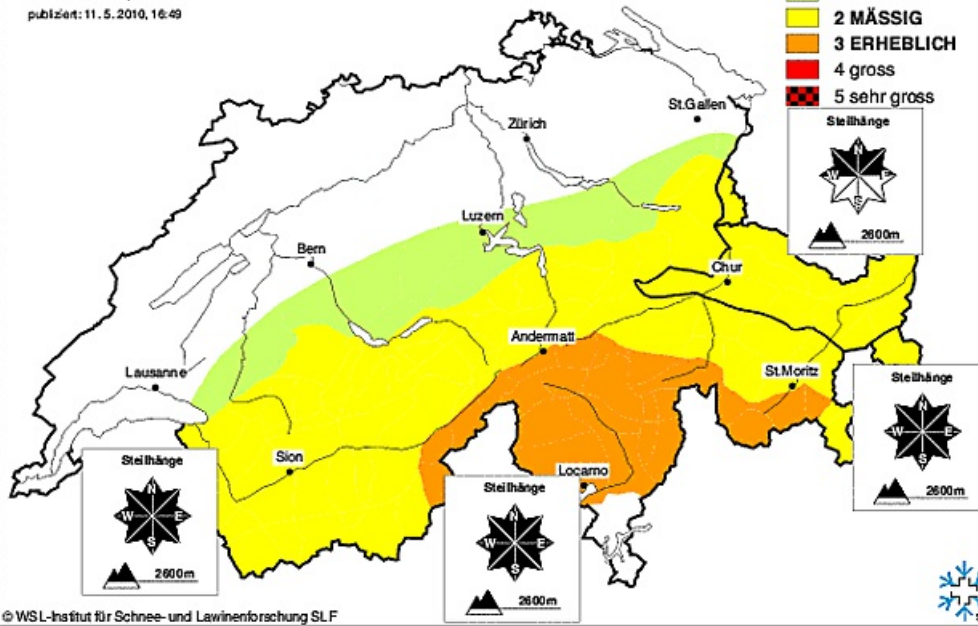 publiziert: 11. 5. 2010, 16:49
2 MÄSSIG
3 ERHEBLICH
4 gross
5 sehr gross
St.Gallen
Zürich
Luzern
Bern
Chur
Andermatt
Lausanne
St.Moritz
Sion
Locarno
Steilhänge
N
W E
S
2600m
Steilhänge
N
W E
S
2600m
Steilhänge
N
W E
S
2600m
Steilhänge
N
W E
S
2600m
© WSL-Institut für Schnee- und Lawinenforschung SLF